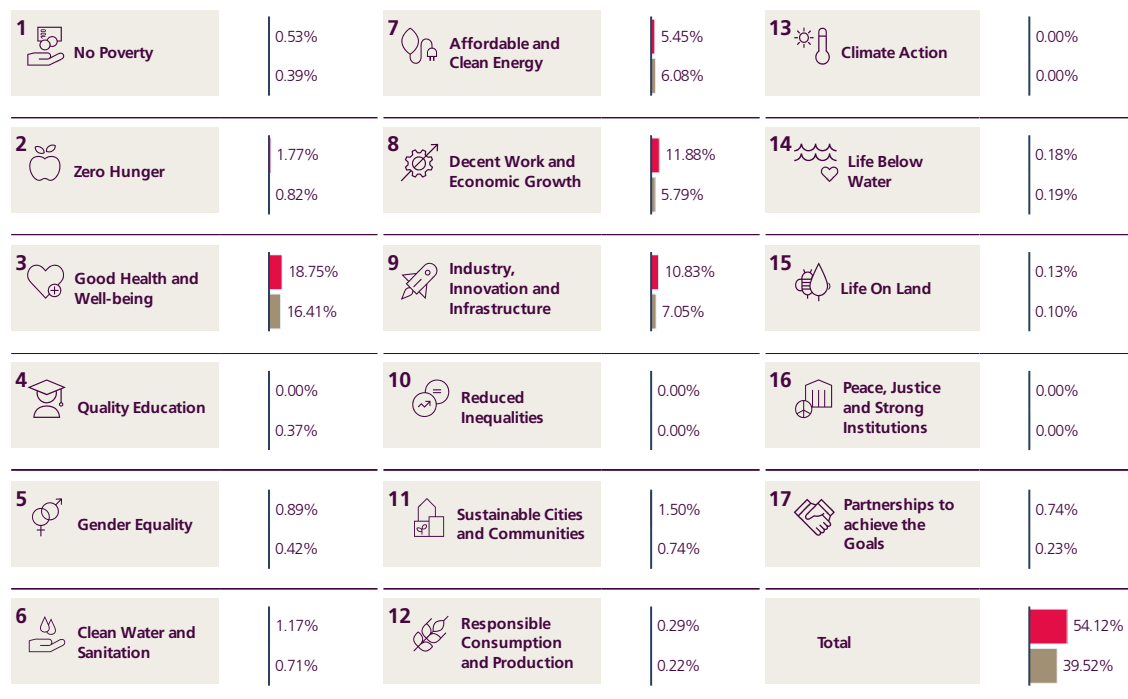 1
No Poverty
0.53%
0.39%
2
Zero Hunger
1.77%
0.82%
3
Good Health and
Well-being
18.75%
16.41%
4
Quality Education
0.00%
0.37%
5
Gender Equality
0.89%
0.42%
6
Clean Water and
Sanitation
1.17%
0.71%
7
Affordable and
Clean Energy
5.45%
6.08%
8
Decent Work and
Economic Growth
11.88%
5.79%
9
Industry,
Innovation and
Infrastructure
10.83%
7.05%
10
Reduced
Inequalities
0.00%
0.00%
11
Sustainable Cities
and Communities
1.50%
0.74%
12
Responsible
Consumption
and Production
0.29%
0.22%
13
Climate Action
0.00%
0.00%
14
Life Below
Water
0.18%
0.19%
15
Life On Land
0.13%
0.10%
16
Peace, Justice
and Strong
Institutions
0.00%
0.00%
17
Partnerships to
achieve the
Goals
0.74%
0.23%
Total
54.12%
39.52%